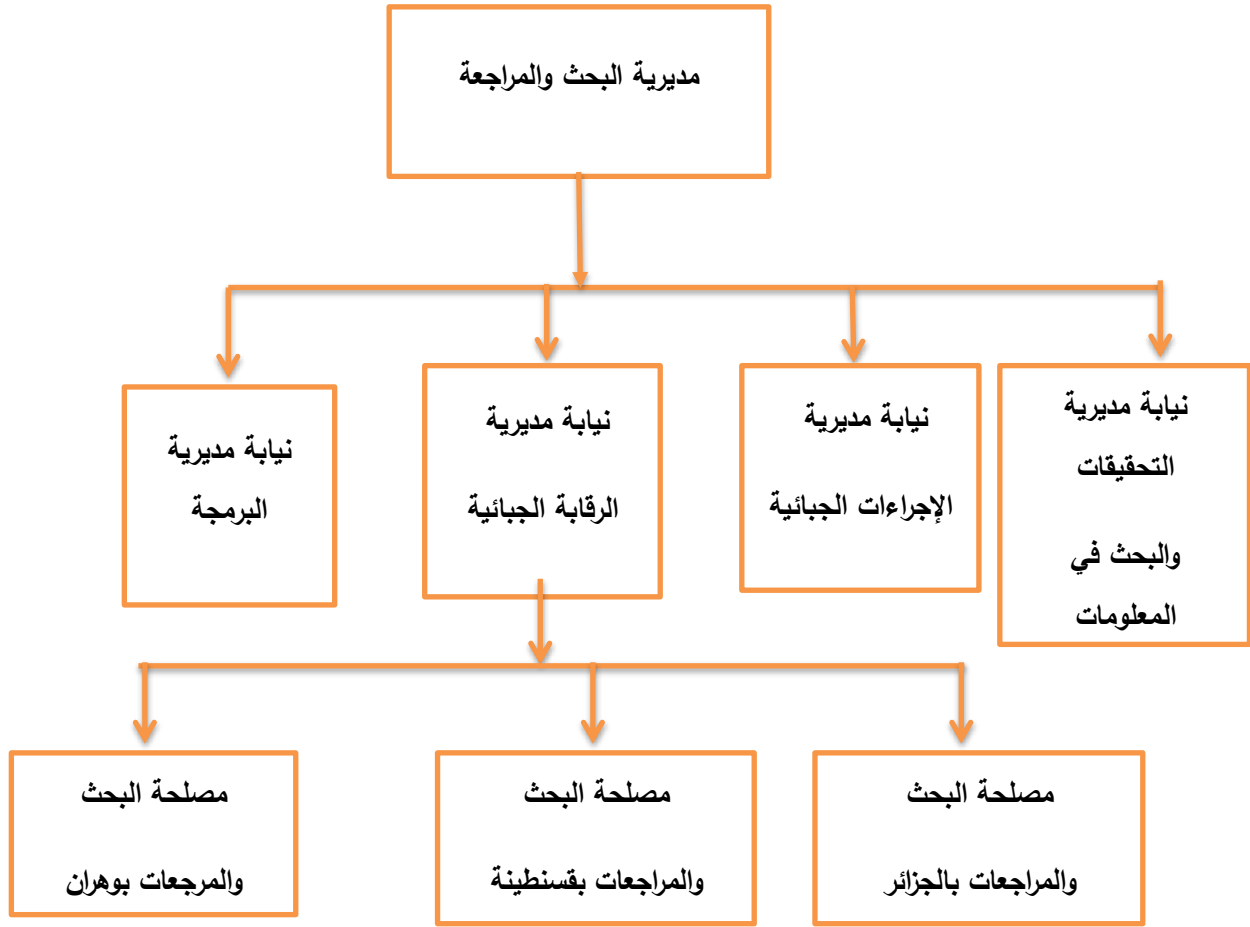 مديرية البحث والمراجعة
نيابة مديرية
التحقيقات
والبحث في
المعلومات
نيابة مديرية
الإجراءات الجبائية
نيابة مديرية
الرقابة الجبائية
نيابة مديرية
البرمجة
مصلحة البحث
والمراجعات بالجزائر
مصلحة البحث
والمراجعات بقسنطينة
مصلحة البحث
والمرجعات بوهران